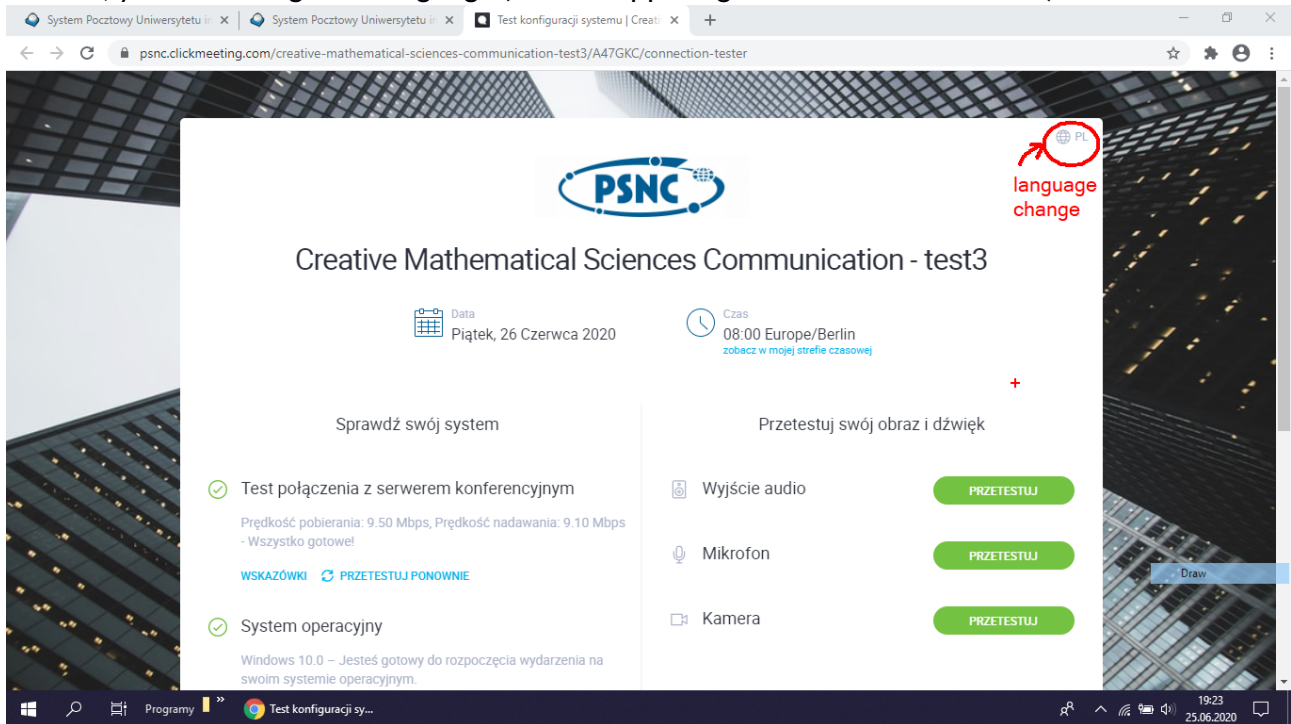 System Pocztowy Uniwersytetu i
System Pocztowy Uniwersytetu i
Test konfiguracji systemu | Creati
psnc.clickmeeting.com/creative-mathematical-sciences-communication-test3/A47GKC/connection-tester
PL
language
change
PSNC
Creative Mathematical Sciences Communication - test3
Data
Piątek, 26 Czerwca 2020
Czas
08:00 Europe/Berlin
zobacz w mojej strefie czasowej
Sprawdź swój system
Przetestuj swój obraz i dźwięk
Test połączenia z serwerem konferencyjnym
Prędkość pobierania: 9.50 Mbps, Prędkość nadawania: 9.10 Mbps
- Wszystko gotowe!
WSKAZÓWKI PRZETESTUJ PONOWNIE
System operacyjny
Windows 10.0 – Jesteś gotowy do rozpoczęcia wydarzenia na
swoim systemie operacyjnym.
Wyjście audio PRZETESTUJ
Mikrofon PRZETESTUJ
Kamera PRZETESTUJ
Draw
Programy
Test konfiguracji sy...
19:23
25.06.2020